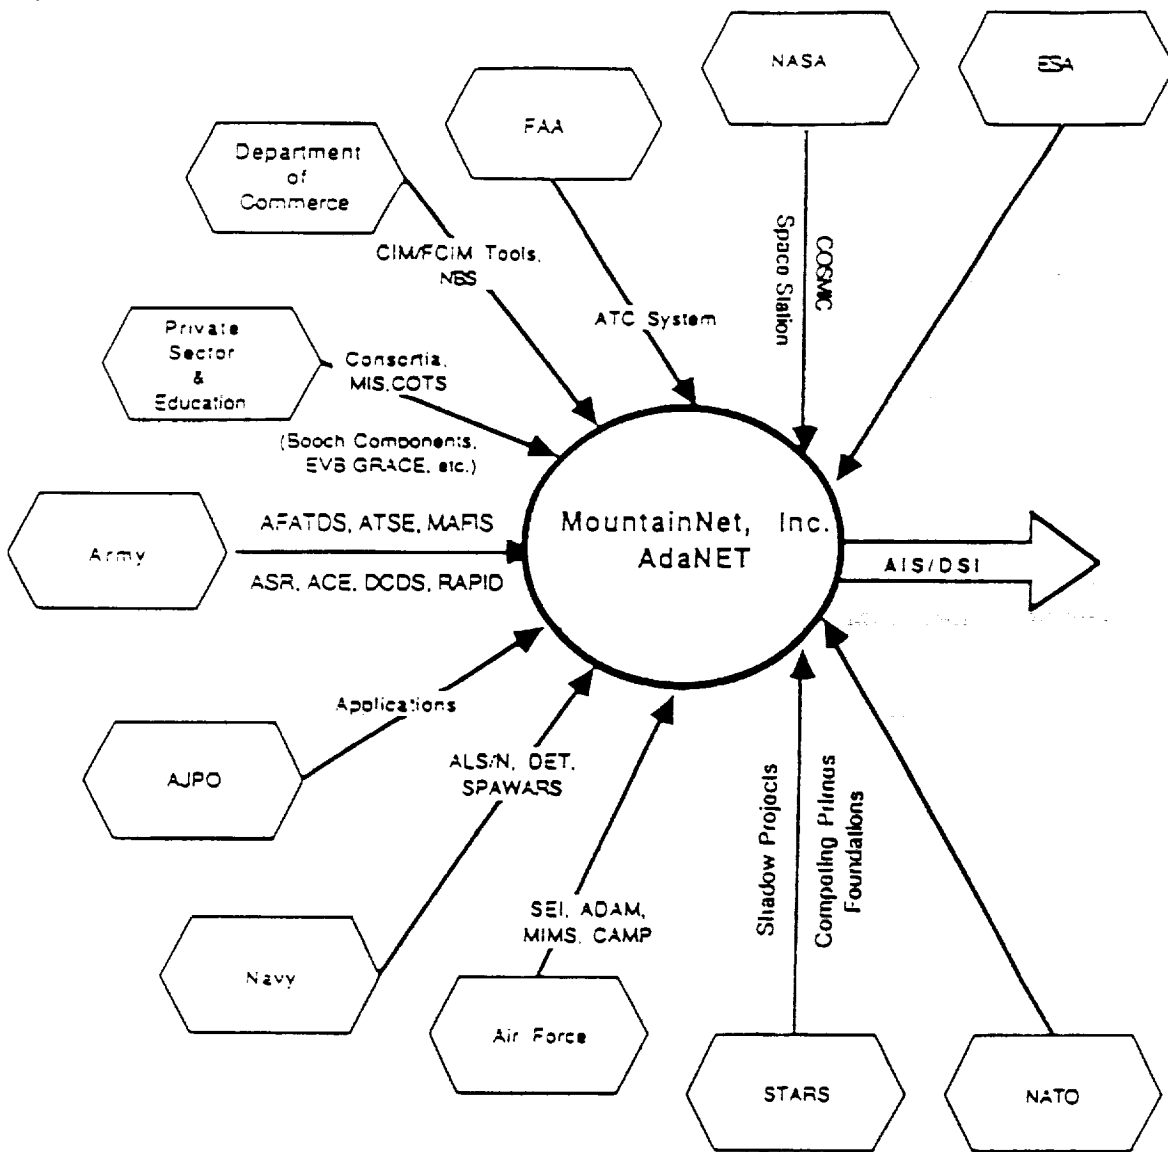 NASA
ESA
FAA
Department
of
Commerce
CIM/FCIM Tools,
NBS
ATC System
COSMIC
Space Station
Private
Sector
&
Education
Consortia,
MIS,COTS
(Booch Components,
EVB GRACE, etc.)
Army
AFATDS, ATSE, MAFIS
ASR, ACE, DCDS, RAPID
MountainNet, Inc.
AdaNET
AIS/DSI
AJPO
Applications
Navy
ALS/N, DET,
SPAWARS
Air Force
SEI, ADAM,
MIMS, CAMP
STARS
Shadow Projects
Competing Primes
Foundations
NATO